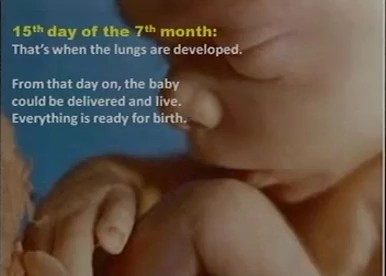 15th day of the 7th month:
That's when the lungs are developed.
From that day on, the baby
could be delivered and live.
Everything is ready for birth.